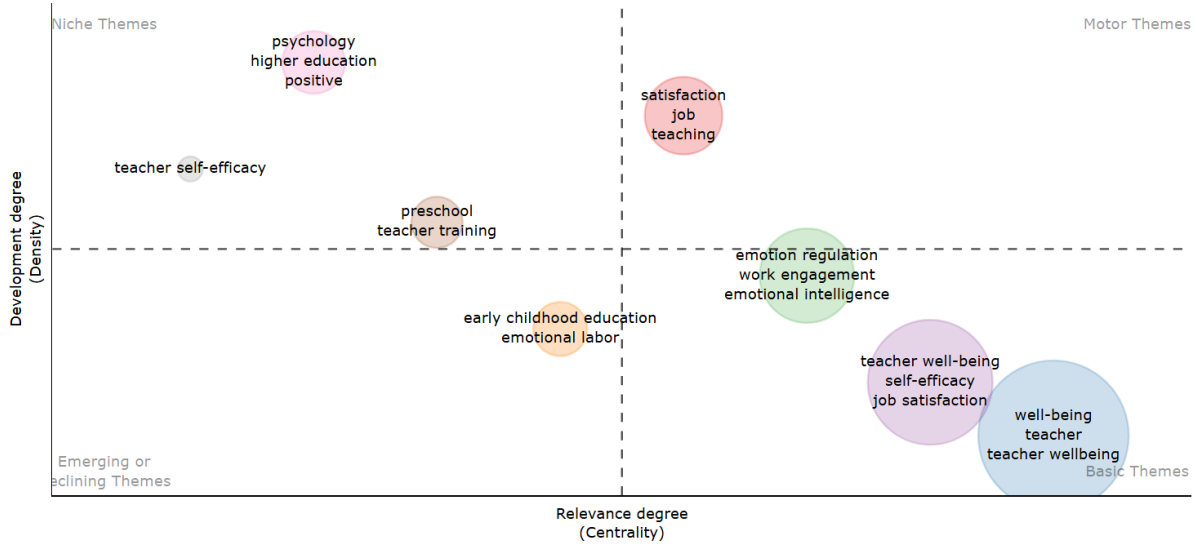 Niche Themes
Motor Themes
psychology
higher education
positive
satisfaction
job
teaching
teacher self-efficacy
preschool
teacher training
Development degree
(Density)
emotion regulation
work engagement
emotional intelligence
early childhood education
emotional labor
teacher well-being
self-efficacy
job satisfaction
well-being
teacher
teacher wellbeing
Emerging or
eclining Themes
Basic Themes
Relevance degree
(Centrality)